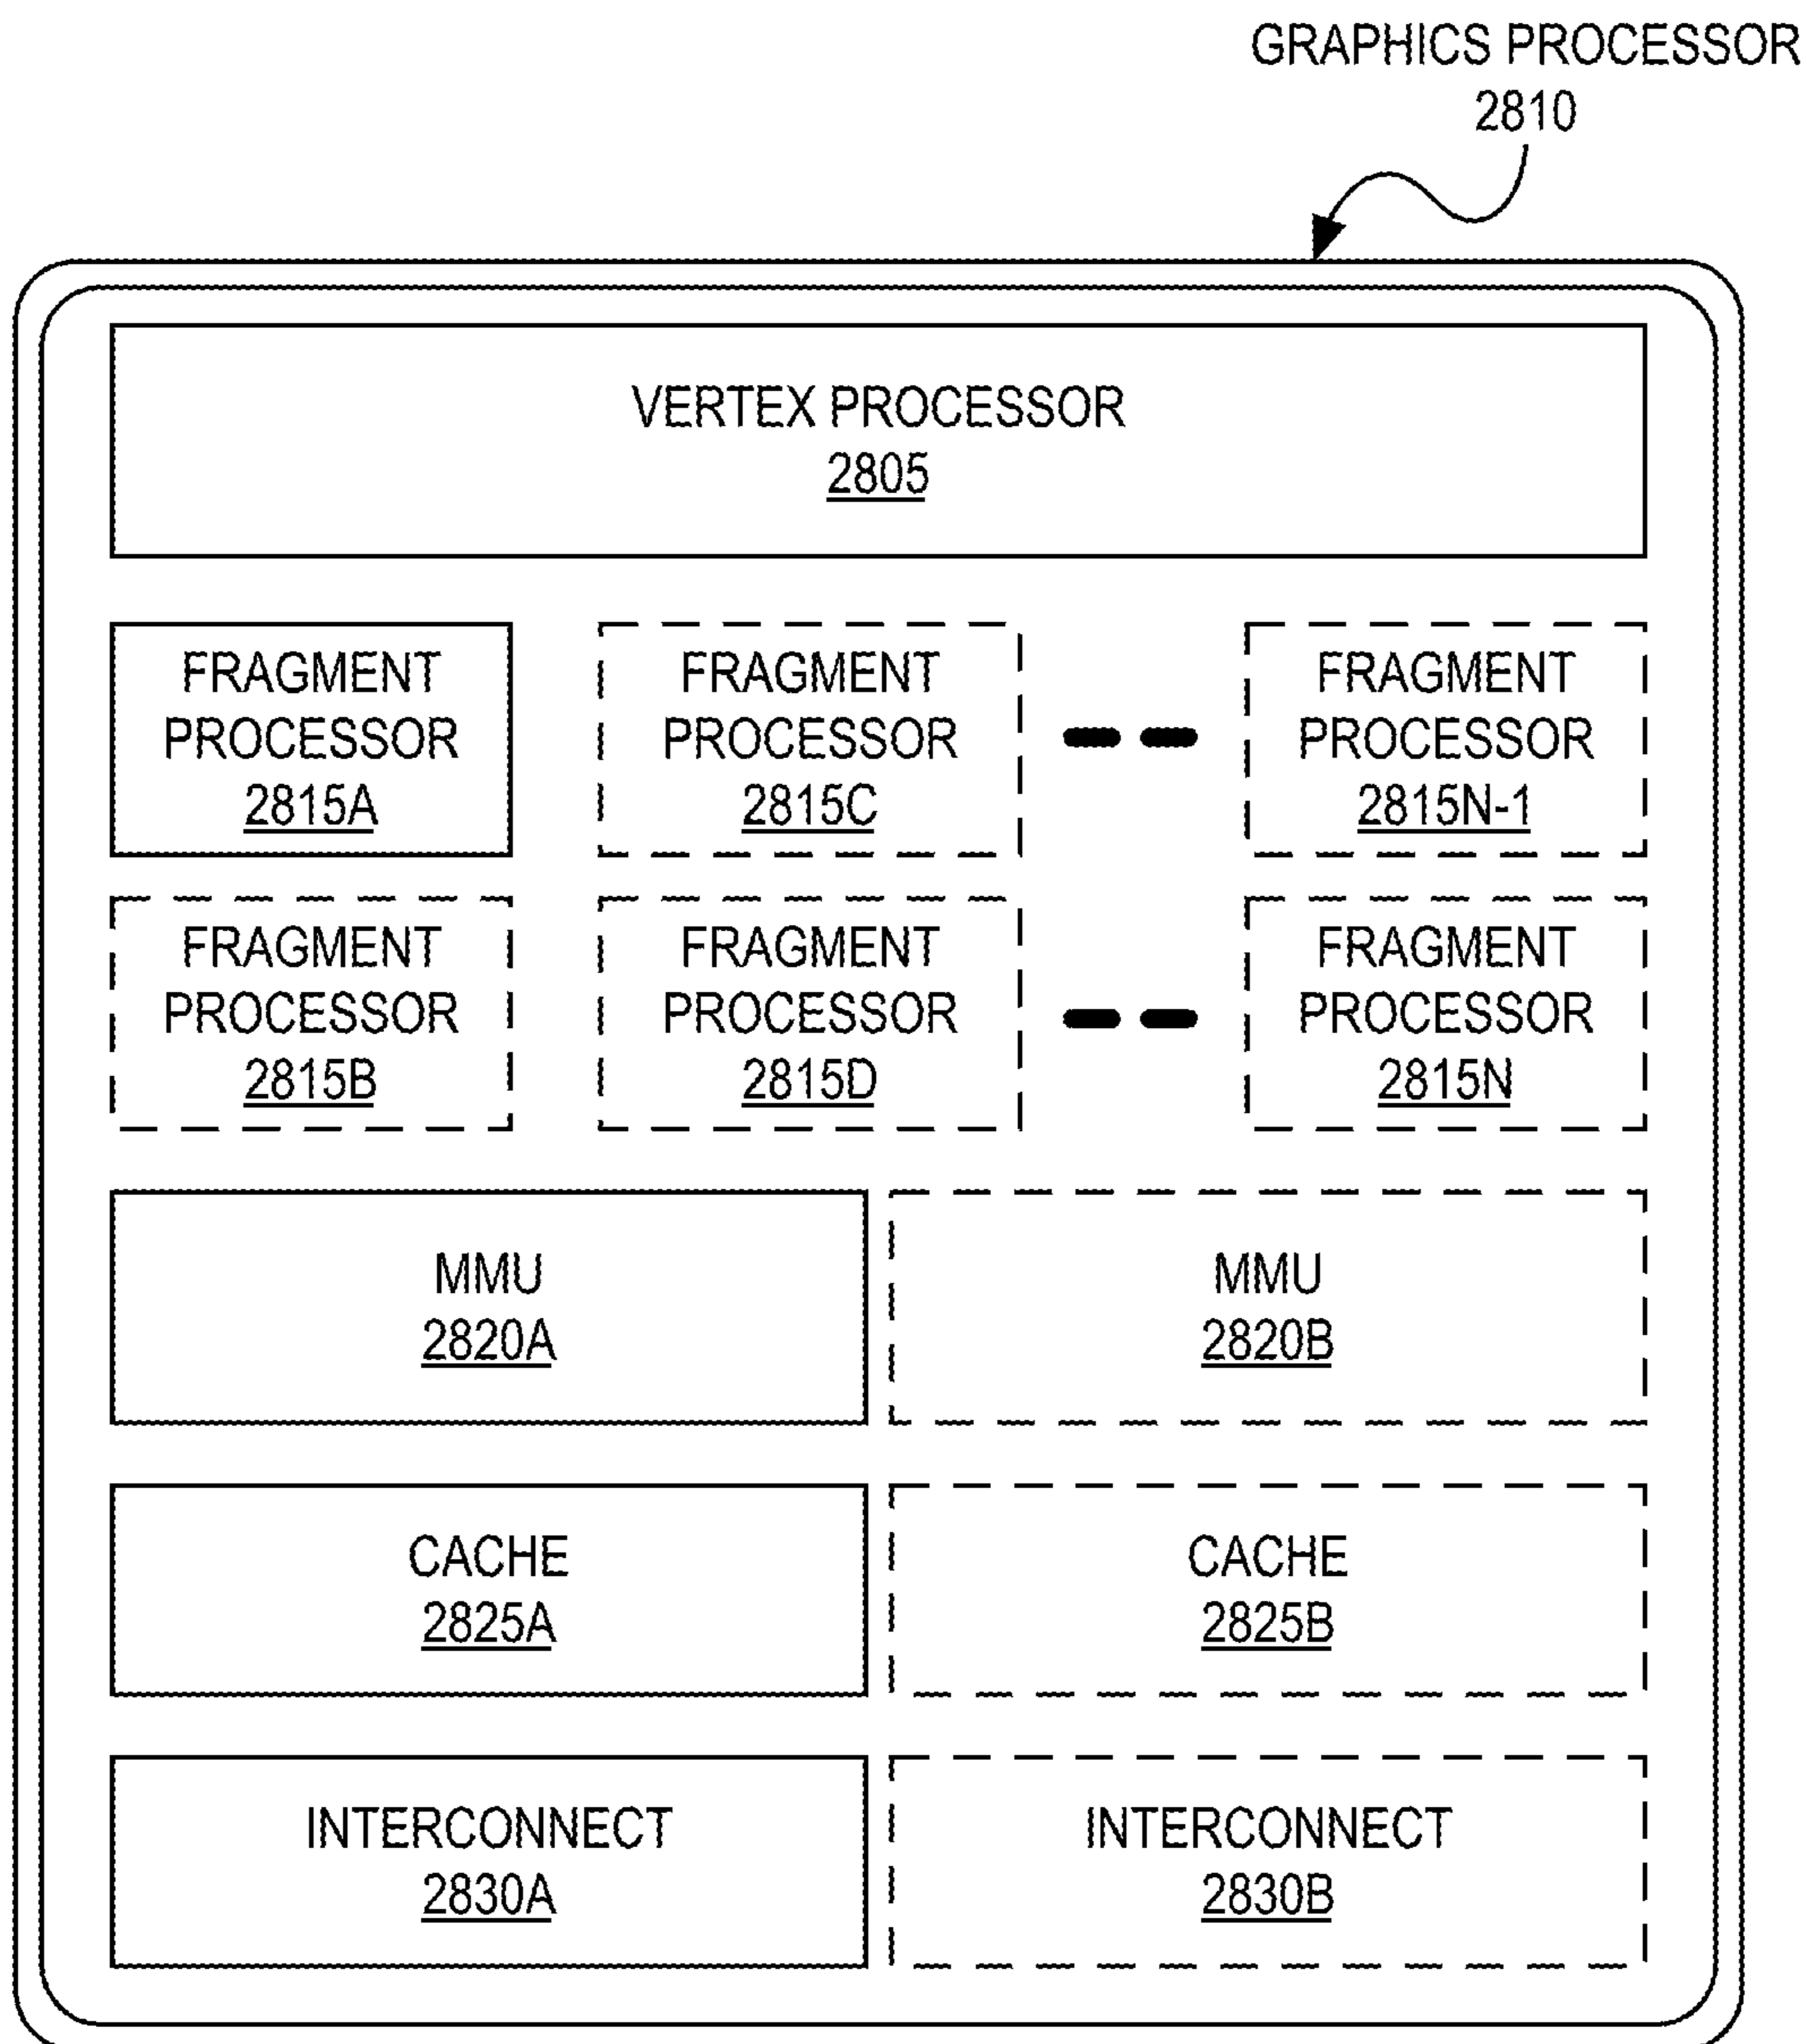 GRAPHICS PROCESSOR
2810
VERTEX PROCESSOR
2805
FRAGMENT
PROCESSOR
2815A
FRAGMENT
PROCESSOR
2815C
FRAGMENT
PROCESSOR
2815N-1
FRAGMENT
PROCESSOR
2815B
FRAGMENT
PROCESSOR
2815D
FRAGMENT
PROCESSOR
2815N
MMU
2820A
MMU
2820B
CACHE
2825A
CACHE
2825B
INTERCONNECT
2830A
INTERCONNECT
2830B